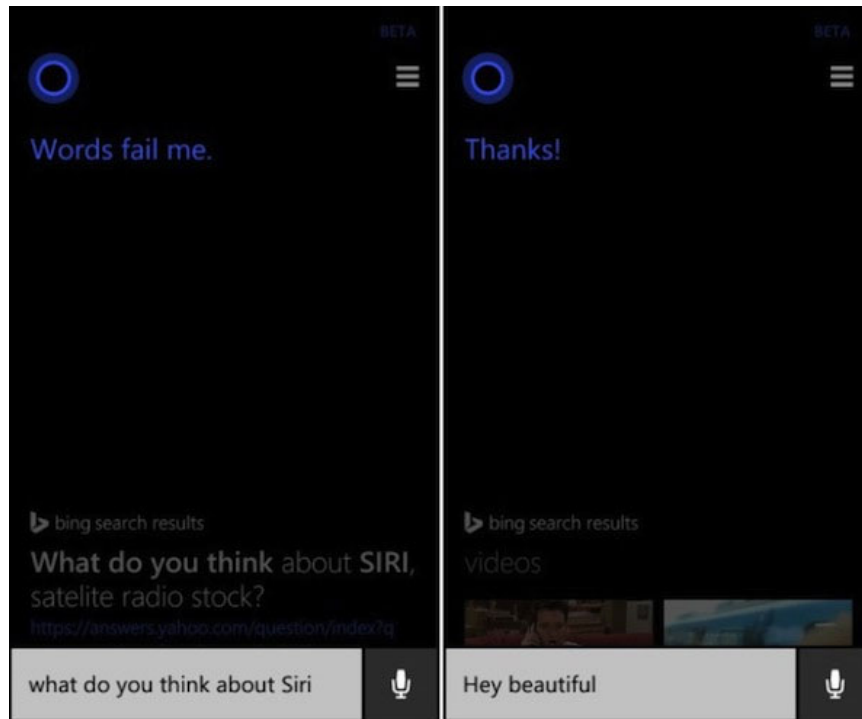 BETA
Words fail me.
bing search results
What do you think about SIRI,
satelite radio stock?
https://answers.yahoo.com/question/index?q
what do you think about Siri
BETA
Thanks!
bing search results
videos
Hey beautiful